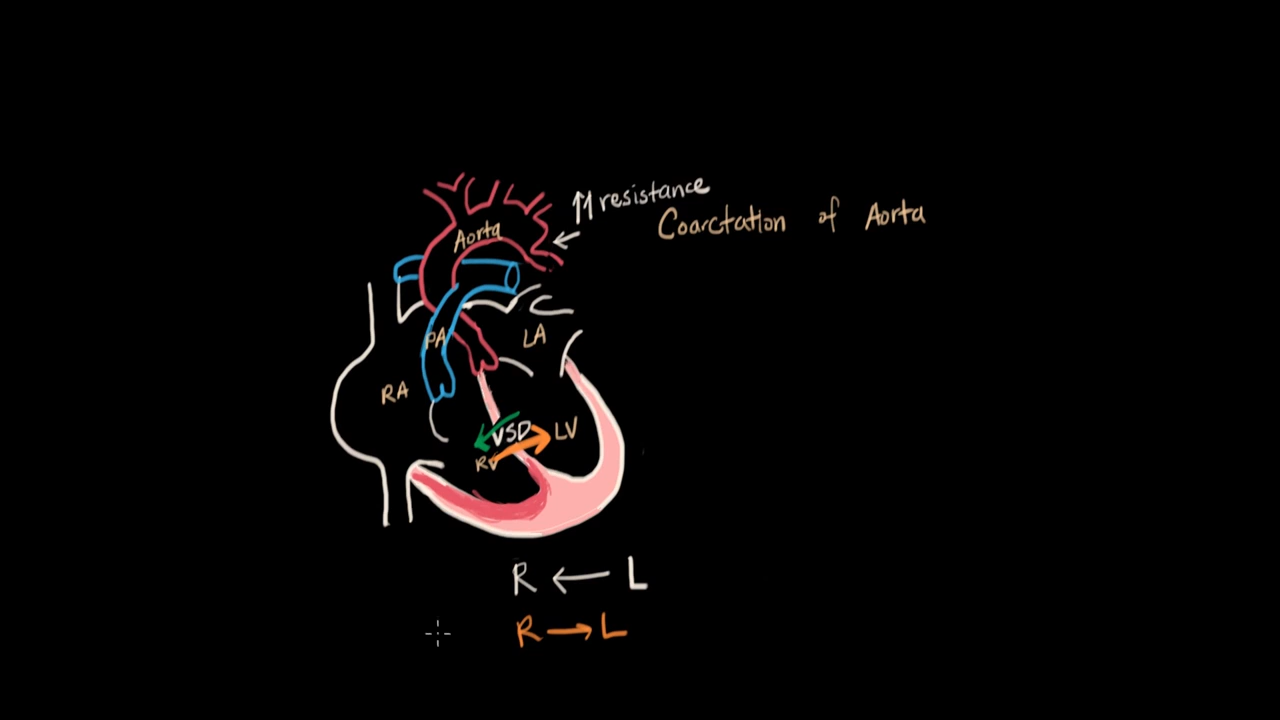 ↑↑ resistance
Coarctation of Aorta
Aorta
PA
LA
RA
VSD
LV
RV
R ← L
R → L